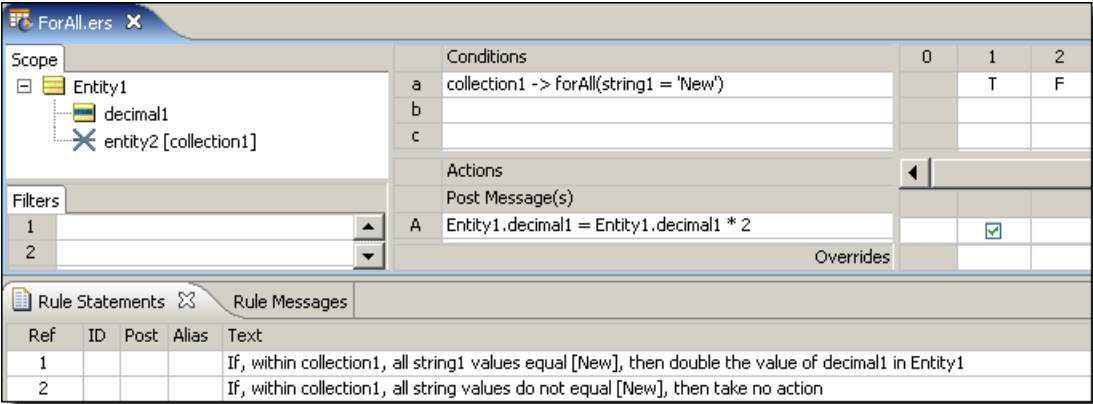 ForAll.ers
Scope
Entity1
decimal1
entity2 [collection1]
Filters
1
2
Conditions 0 1 2
a collection1 -> forAll(string1 = 'New') T F
b
c
Actions
Post Message(s)
A Entity1.decimal1 = Entity1.decimal1 * 2
Overrides
Rule Statements Rule Messages
Ref ID Post Alias Text
1 If, within collection1, all string1 values equal [New], then double the value of decimal1 in Entity1
2 If, within collection1, all string values do not equal [New], then take no action